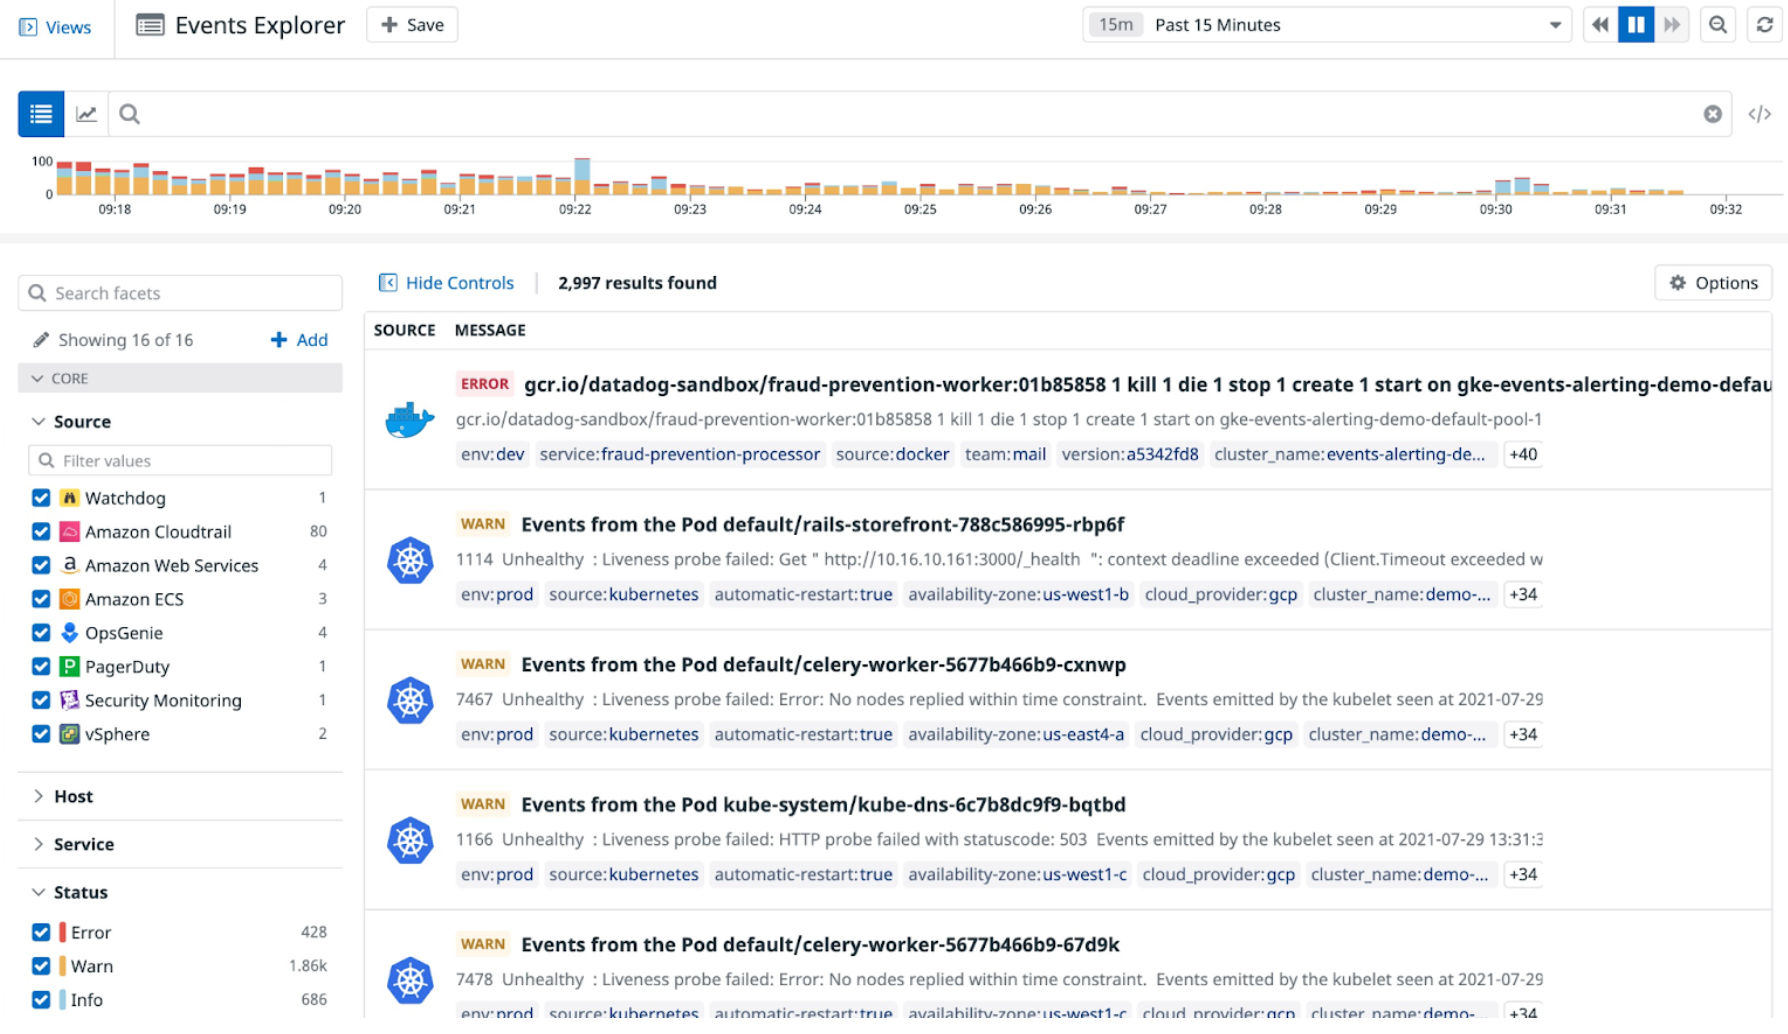 Views
Events Explorer
+ Save
15m Past 15 Minutes
100
0
09:18 09:19 09:20 09:21 09:22 09:23 09:24 09:25 09:26 09:27 09:28 09:29 09:30 09:31 09:32
Search facets
Hide Controls
2,997 results found
Options
Showing 16 of 16
+ Add
CORE
Source
Filter values
Watchdog 1
Amazon Cloudtrail 80
Amazon Web Services 4
Amazon ECS 3
OpsGenie 4
PagerDuty 1
Security Monitoring 1
vSphere 2
Host
Service
Status
Error 428
Warn 1.86k
Info 686
SOURCE MESSAGE
ERROR gcr.io/datadog-sandbox/fraud-prevention-worker:01b85858 1 kill 1 die 1 stop 1 create 1 start on gke-events-alerting-demo-defau
gcr.io/datadog-sandbox/fraud-prevention-worker:01b85858 1 kill 1 die 1 stop 1 create 1 start on gke-events-alerting-demo-default-pool-1
env:dev service:fraud-prevention-processor source:docker team:mail version:a5342fd8 cluster_name:events-alerting-de... +40
WARN Events from the Pod default/rails-storefront-788c586995-rbp6f
1114 Unhealthy : Liveness probe failed: Get " http://10.16.10.161:3000/_health ": context deadline exceeded (Client.Timeout exceeded w
env:prod source:kubernetes automatic-restart:true availability-zone:us-west1-b cloud_provider:gcp cluster_name:demo-... +34
WARN Events from the Pod default/celery-worker-5677b466b9-cxnwp
7467 Unhealthy : Liveness probe failed: Error: No nodes replied within time constraint. Events emitted by the kubelet seen at 2021-07-29
env:prod source:kubernetes automatic-restart:true availability-zone:us-east4-a cloud_provider:gcp cluster_name:demo-... +34
WARN Events from the Pod kube-system/kube-dns-6c7b8dc9f9-bqtbd
1166 Unhealthy : Liveness probe failed: HTTP probe failed with statuscode: 503 Events emitted by the kubelet seen at 2021-07-29 13:31:3
env:prod source:kubernetes automatic-restart:true availability-zone:us-west1-c cloud_provider:gcp cluster_name:demo-... +34
WARN Events from the Pod default/celery-worker-5677b466b9-67d9k
7478 Unhealthy : Liveness probe failed: Error: No nodes replied within time constraint. Events emitted by the kubelet seen at 2021-07-29
env:prod source:kubernetes automatic-restart:true availability-zone:us-west1-c cloud_provider:gcp cluster_name:demo-... +34